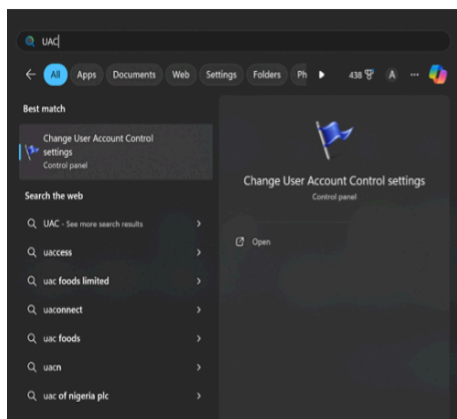 UAC
All Apps Documents Web Settings Folders Ph 438 A ...
Best match
Change User Account Control
settings
Control panel
Search the web
UAC - See more search results
uaccess
uac foods limited
uaconnect
uac foods
uacn
uac of nigeria plc
Change User Account Control settings
Control panel
Open